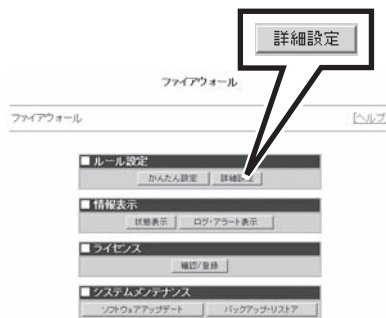 詳細設定
ファイアウォール
ファイアウォール
[ヘルプ
■ ルール設定
かんたん設定
■ 情報表示
状態表示 ログ・アラート表示
■ ライセンス
確認/登録
■ システムメンテナンス
ソフトウェアアップデート バックアップ・リストア